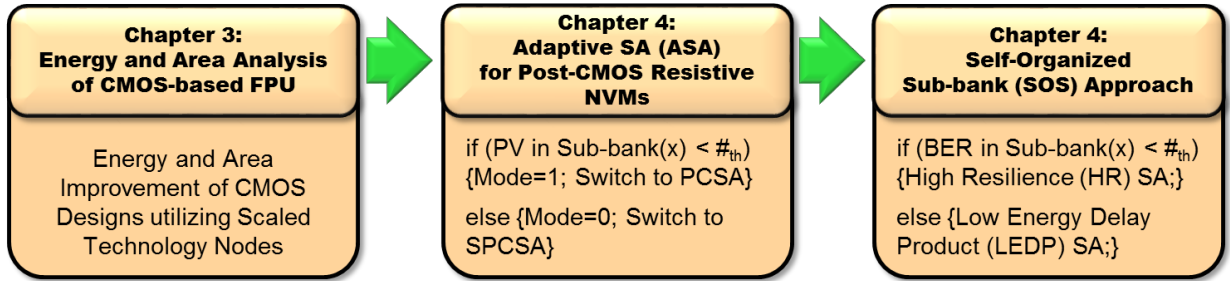 Chapter 3:
Energy and Area Analysis
of CMOS-based FPU
Energy and Area
Improvement of CMOS
Designs utilizing Scaled
Technology Nodes
Chapter 4:
Adaptive SA (ASA)
for Post-CMOS Resistive
NVMs
if (PV in Sub-bank(x) < #th)
{Mode=1; Switch to PCSA}
else {Mode=0; Switch to
SPCSA}
Chapter 4:
Self-Organized
Sub-bank (SOS) Approach
if (BER in Sub-bank(x) < #th)
{High Resilience (HR) SA;}
else {Low Energy Delay
Product (LEDP) SA;}